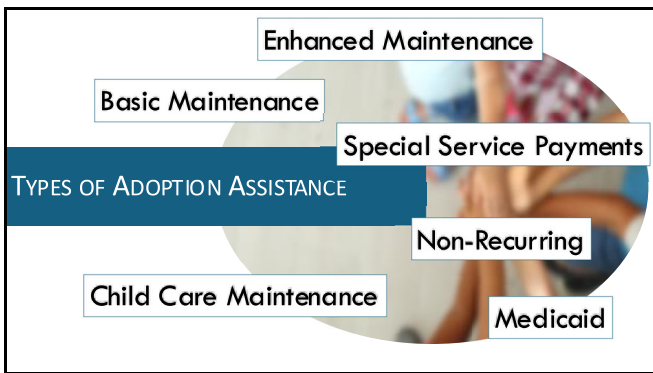 Enhanced Maintenance
Basic Maintenance
Special Service Payments
TYPES OF ADOPTION ASSISTANCE
Non-Recurring
Child Care Maintenance
Medicaid